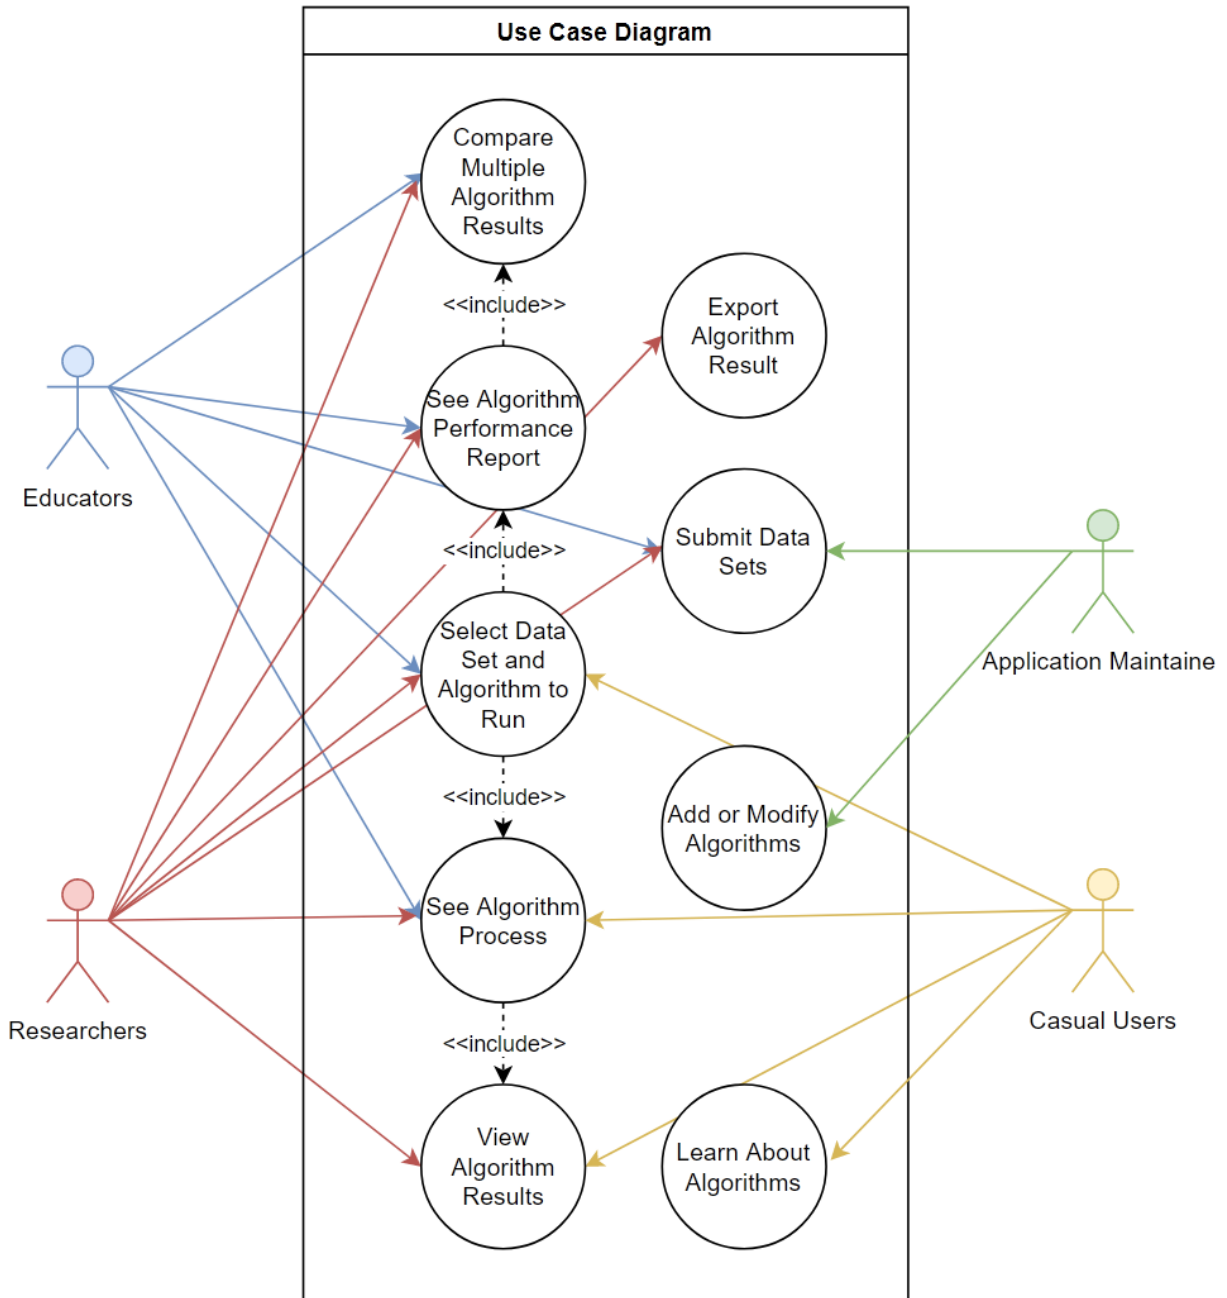 Use Case Diagram
Compare
Multiple
Algorithm
Results
<<include>>
Export
Algorithm
Result
See Algorithm
Performance
Report
Educators
<<include>>
Submit Data
Sets
Select Data
Set and
Algorithm to
Run
Application Maintaine
<<include>>
Add or Modify
Algorithms
See Algorithm
Process
Researchers
Casual Users
<<include>>
View
Algorithm
Results
Learn About
Algorithms